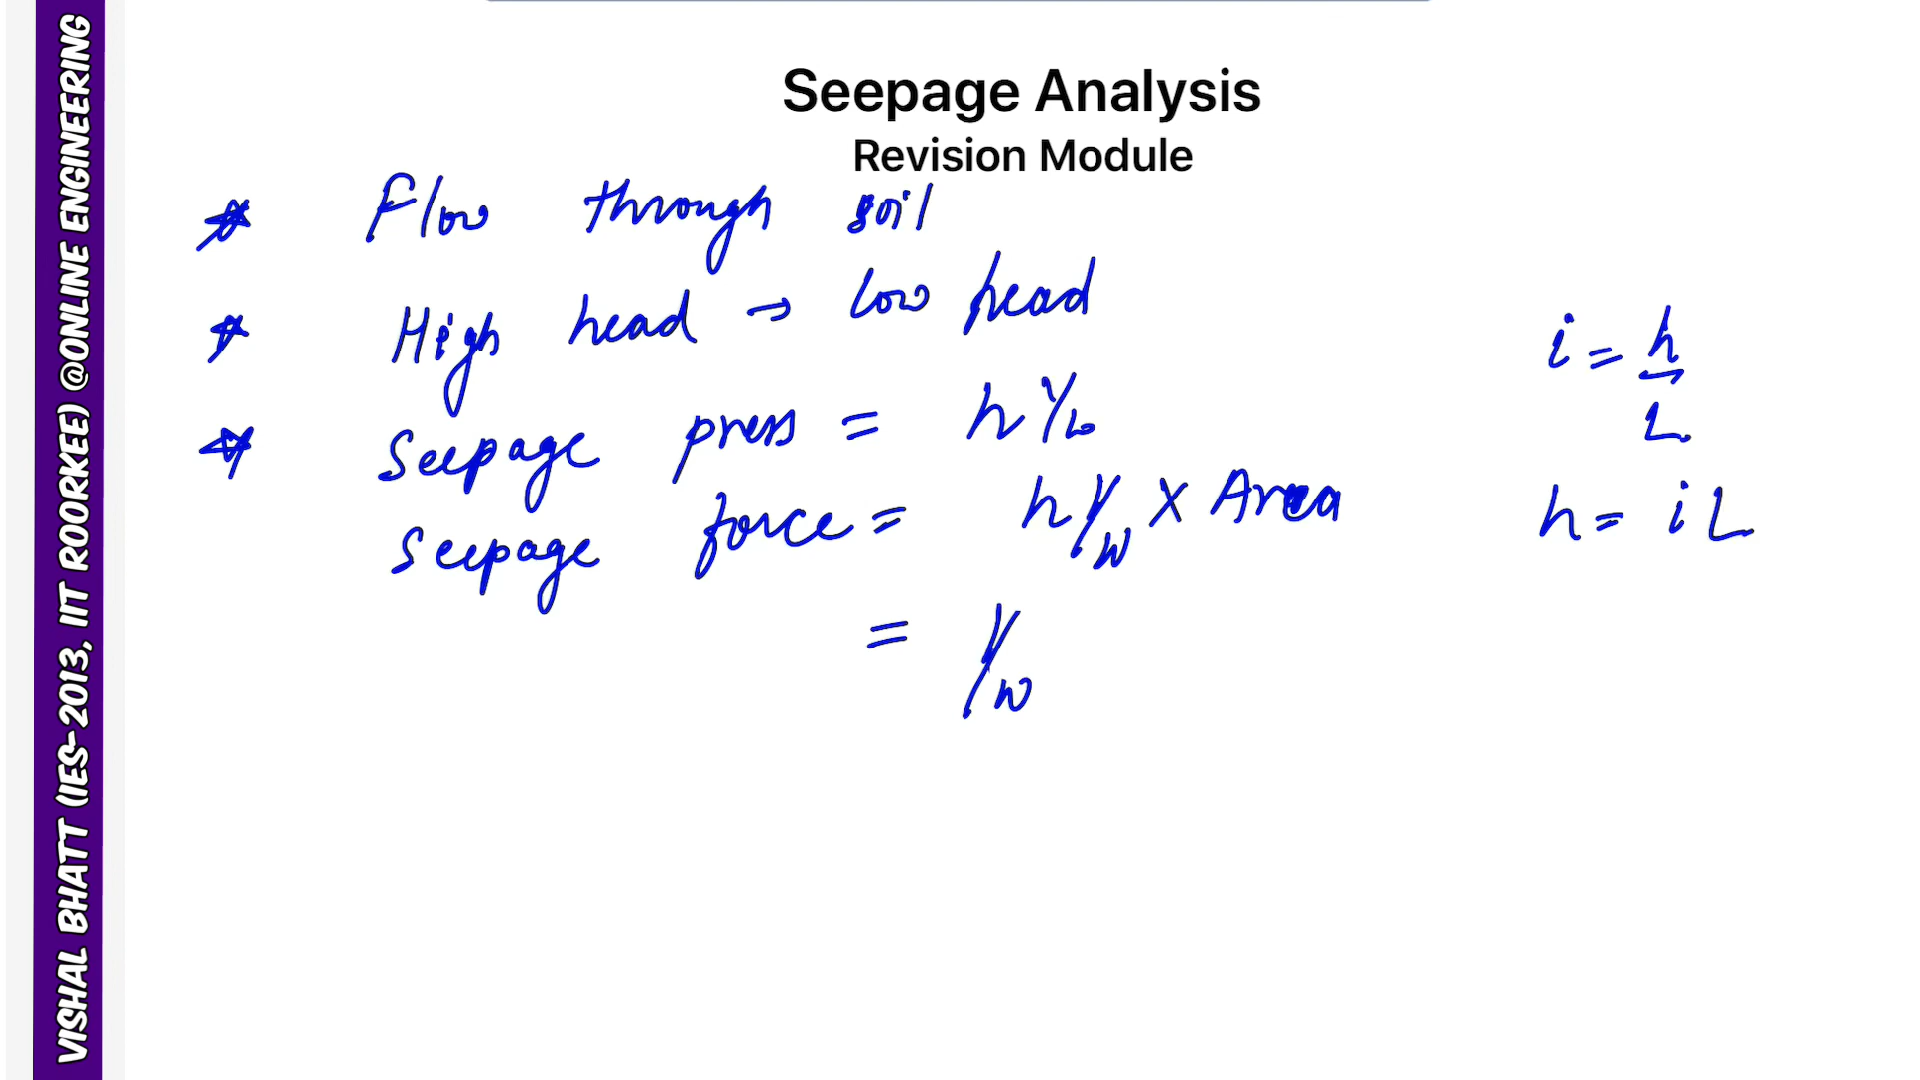 VISHAL BHATT (IES-2013, IIT ROORKEE) @ONLINE ENGINEERING
Seepage Analysis
Revision Module
Flow through soil
High head → low head
Seepage press = hγω
Seepage force = hγw × Area
= γw
i = h/L
h = iL